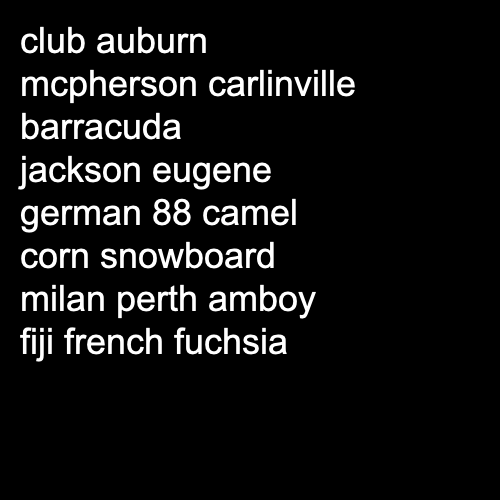 club auburn
mcpherson carlinville
barracuda
jackson eugene
german 88 camel
corn snowboard
milan perth amboy
fiji french fuchsia